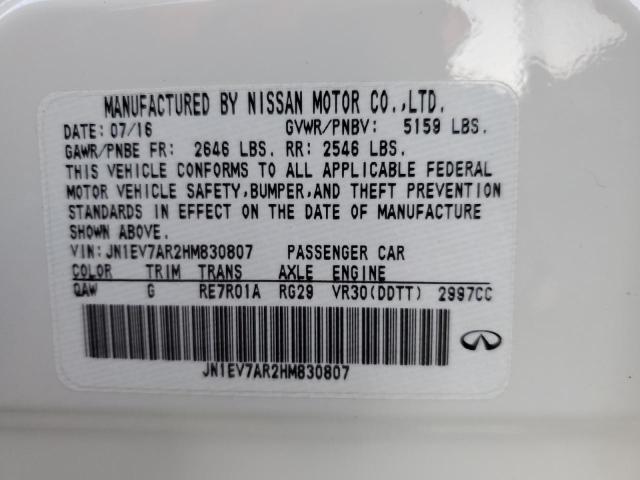 MANUFACTURED BY NISSAN MOTOR CO.,LTD.
DATE: 07/16 GVWR/PNBV: 5159 LBS.
GAWR/PNBE FR: 2646 LBS. RR: 2546 LBS.
THIS VEHICLE CONFORMS TO ALL APPLICABLE FEDERAL
MOTOR VEHICLE SAFETY,BUMPER,AND THEFT PREVENTION
STANDARDS IN EFFECT ON THE DATE OF MANUFACTURE
SHOWN ABOVE.
VIN: JN1EV7AR2HM830807 PASSENGER CAR
COLOR TRIM TRANS AXLE ENGINE
QAW G RE7R01A RG29 VR30(DDTT) 2997CC
JN1EV7AR2HM830807